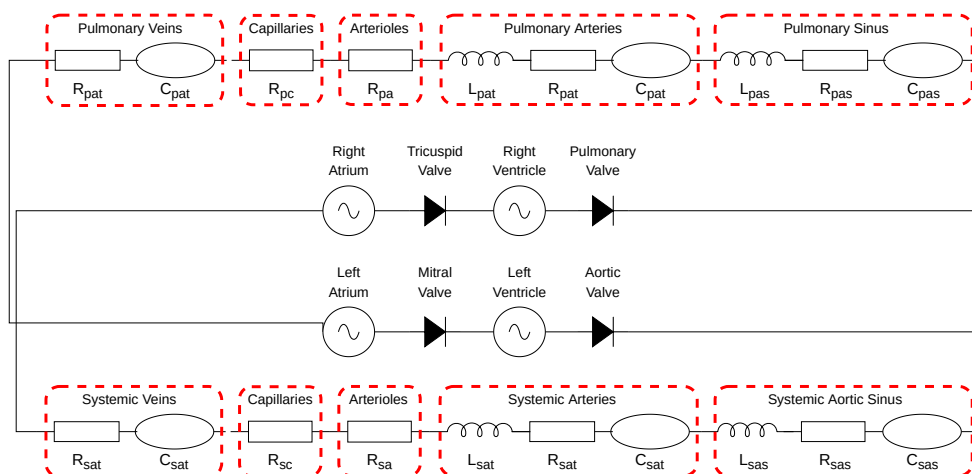 Pulmonary Veins Capillaries Arterioles Pulmonary Arteries Pulmonary Sinus
Rpat Cpat Rpc Rpa Lpat Rpat Cpat Lpas Rpas Cpas
Right Tricuspid Right Pulmonary
Atrium Valve Ventricle Valve
Left Mitral Left Aortic
Atrium Valve Ventricle Valve
Systemic Veins Capillaries Arterioles Systemic Arteries Systemic Aortic Sinus
Rsat Csat Rsc Rsa Lsat Rsat Csat Lsas Rsas Csas